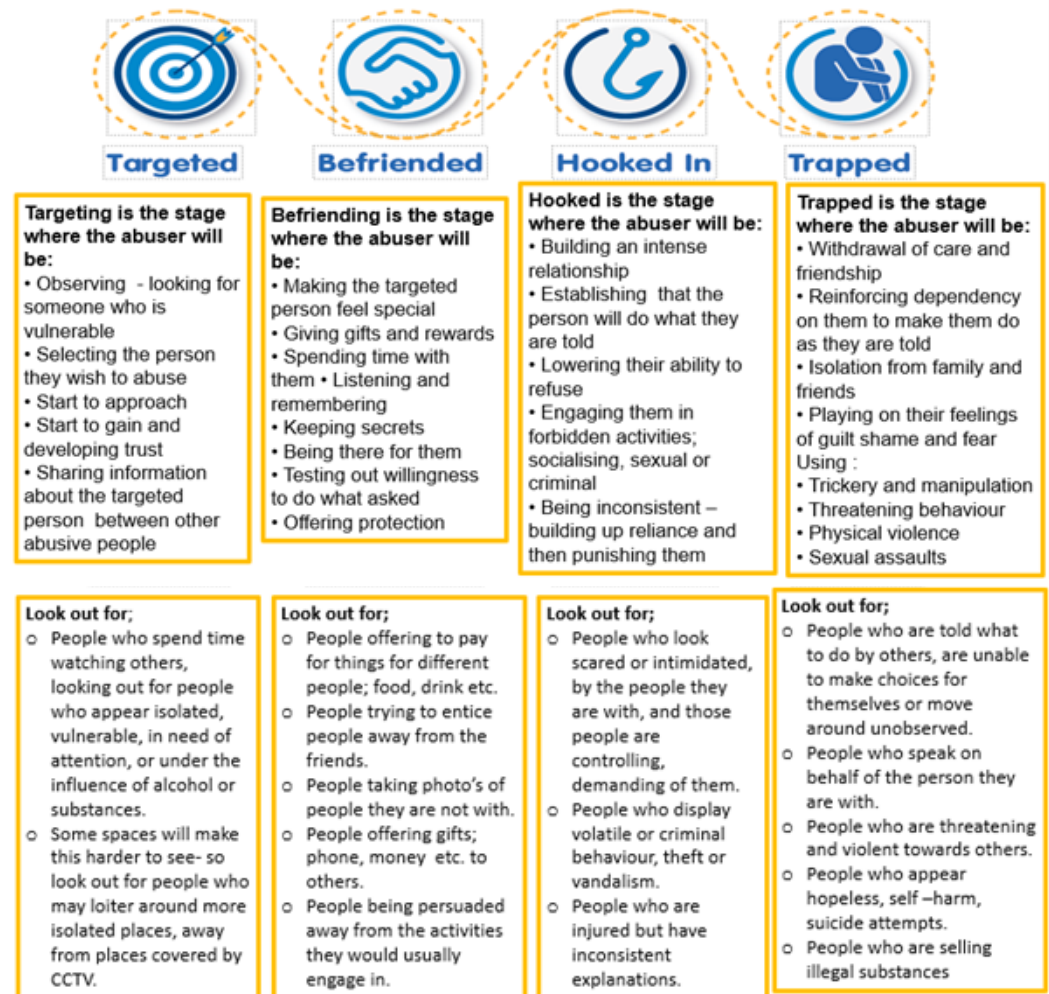 Targeted
Befriended
Hooked In
Trapped
Targeting is the stage
where the abuser will
be:
• Observing - looking for
someone who is
vulnerable
• Selecting the person
they wish to abuse
• Start to approach
• Start to gain and
developing trust
• Sharing information
about the targeted
person between other
abusive people
Befriending is the stage
where the abuser will
be:
• Making the targeted
person feel special
• Giving gifts and rewards
• Spending time with
them • Listening and
remembering
• Keeping secrets
• Being there for them
• Testing out willingness
to do what asked
• Offering protection
Hooked is the stage
where the abuser will be:
• Building an intense
relationship
• Establishing that the
person will do what they
are told
• Lowering their ability to
refuse
• Engaging them in
forbidden activities;
socialising, sexual or
criminal
• Being inconsistent –
building up reliance and
then punishing them
Trapped is the stage
where the abuser will be:
• Withdrawal of care and
friendship
• Reinforcing dependency
on them to make them do
as they are told
• Isolation from family and
friends
• Playing on their feelings
of guilt shame and fear
Using :
• Trickery and manipulation
• Threatening behaviour
• Physical violence
• Sexual assaults
Look out for;
o People who spend time
watching others,
looking out for people
who appear isolated,
vulnerable, in need of
attention, or under the
influence of alcohol or
substances.
o Some spaces will make
this harder to see- so
look out for people who
may loiter around more
isolated places, away
from places covered by
CCTV.
Look out for;
o People offering to pay
for things for different
people; food, drink etc.
o People trying to entice
people away from the
friends.
o People taking photo's of
people they are not with.
o People offering gifts;
phone, money etc. to
others.
o People being persuaded
away from the activities
they would usually
engage in.
Look out for;
o People who look
scared or intimidated,
by the people they
are with, and those
people are
controlling,
demanding of them.
o People who display
volatile or criminal
behaviour, theft or
vandalism.
o People who are
injured but have
inconsistent
explanations.
Look out for;
o People who are told what
to do by others, are unable
to make choices for
themselves or move
around unobserved.
o People who speak on
behalf of the person they
are with.
o People who are threatening
and violent towards others.
o People who appear
hopeless, self –harm,
suicide attempts.
o People who are selling
illegal substances